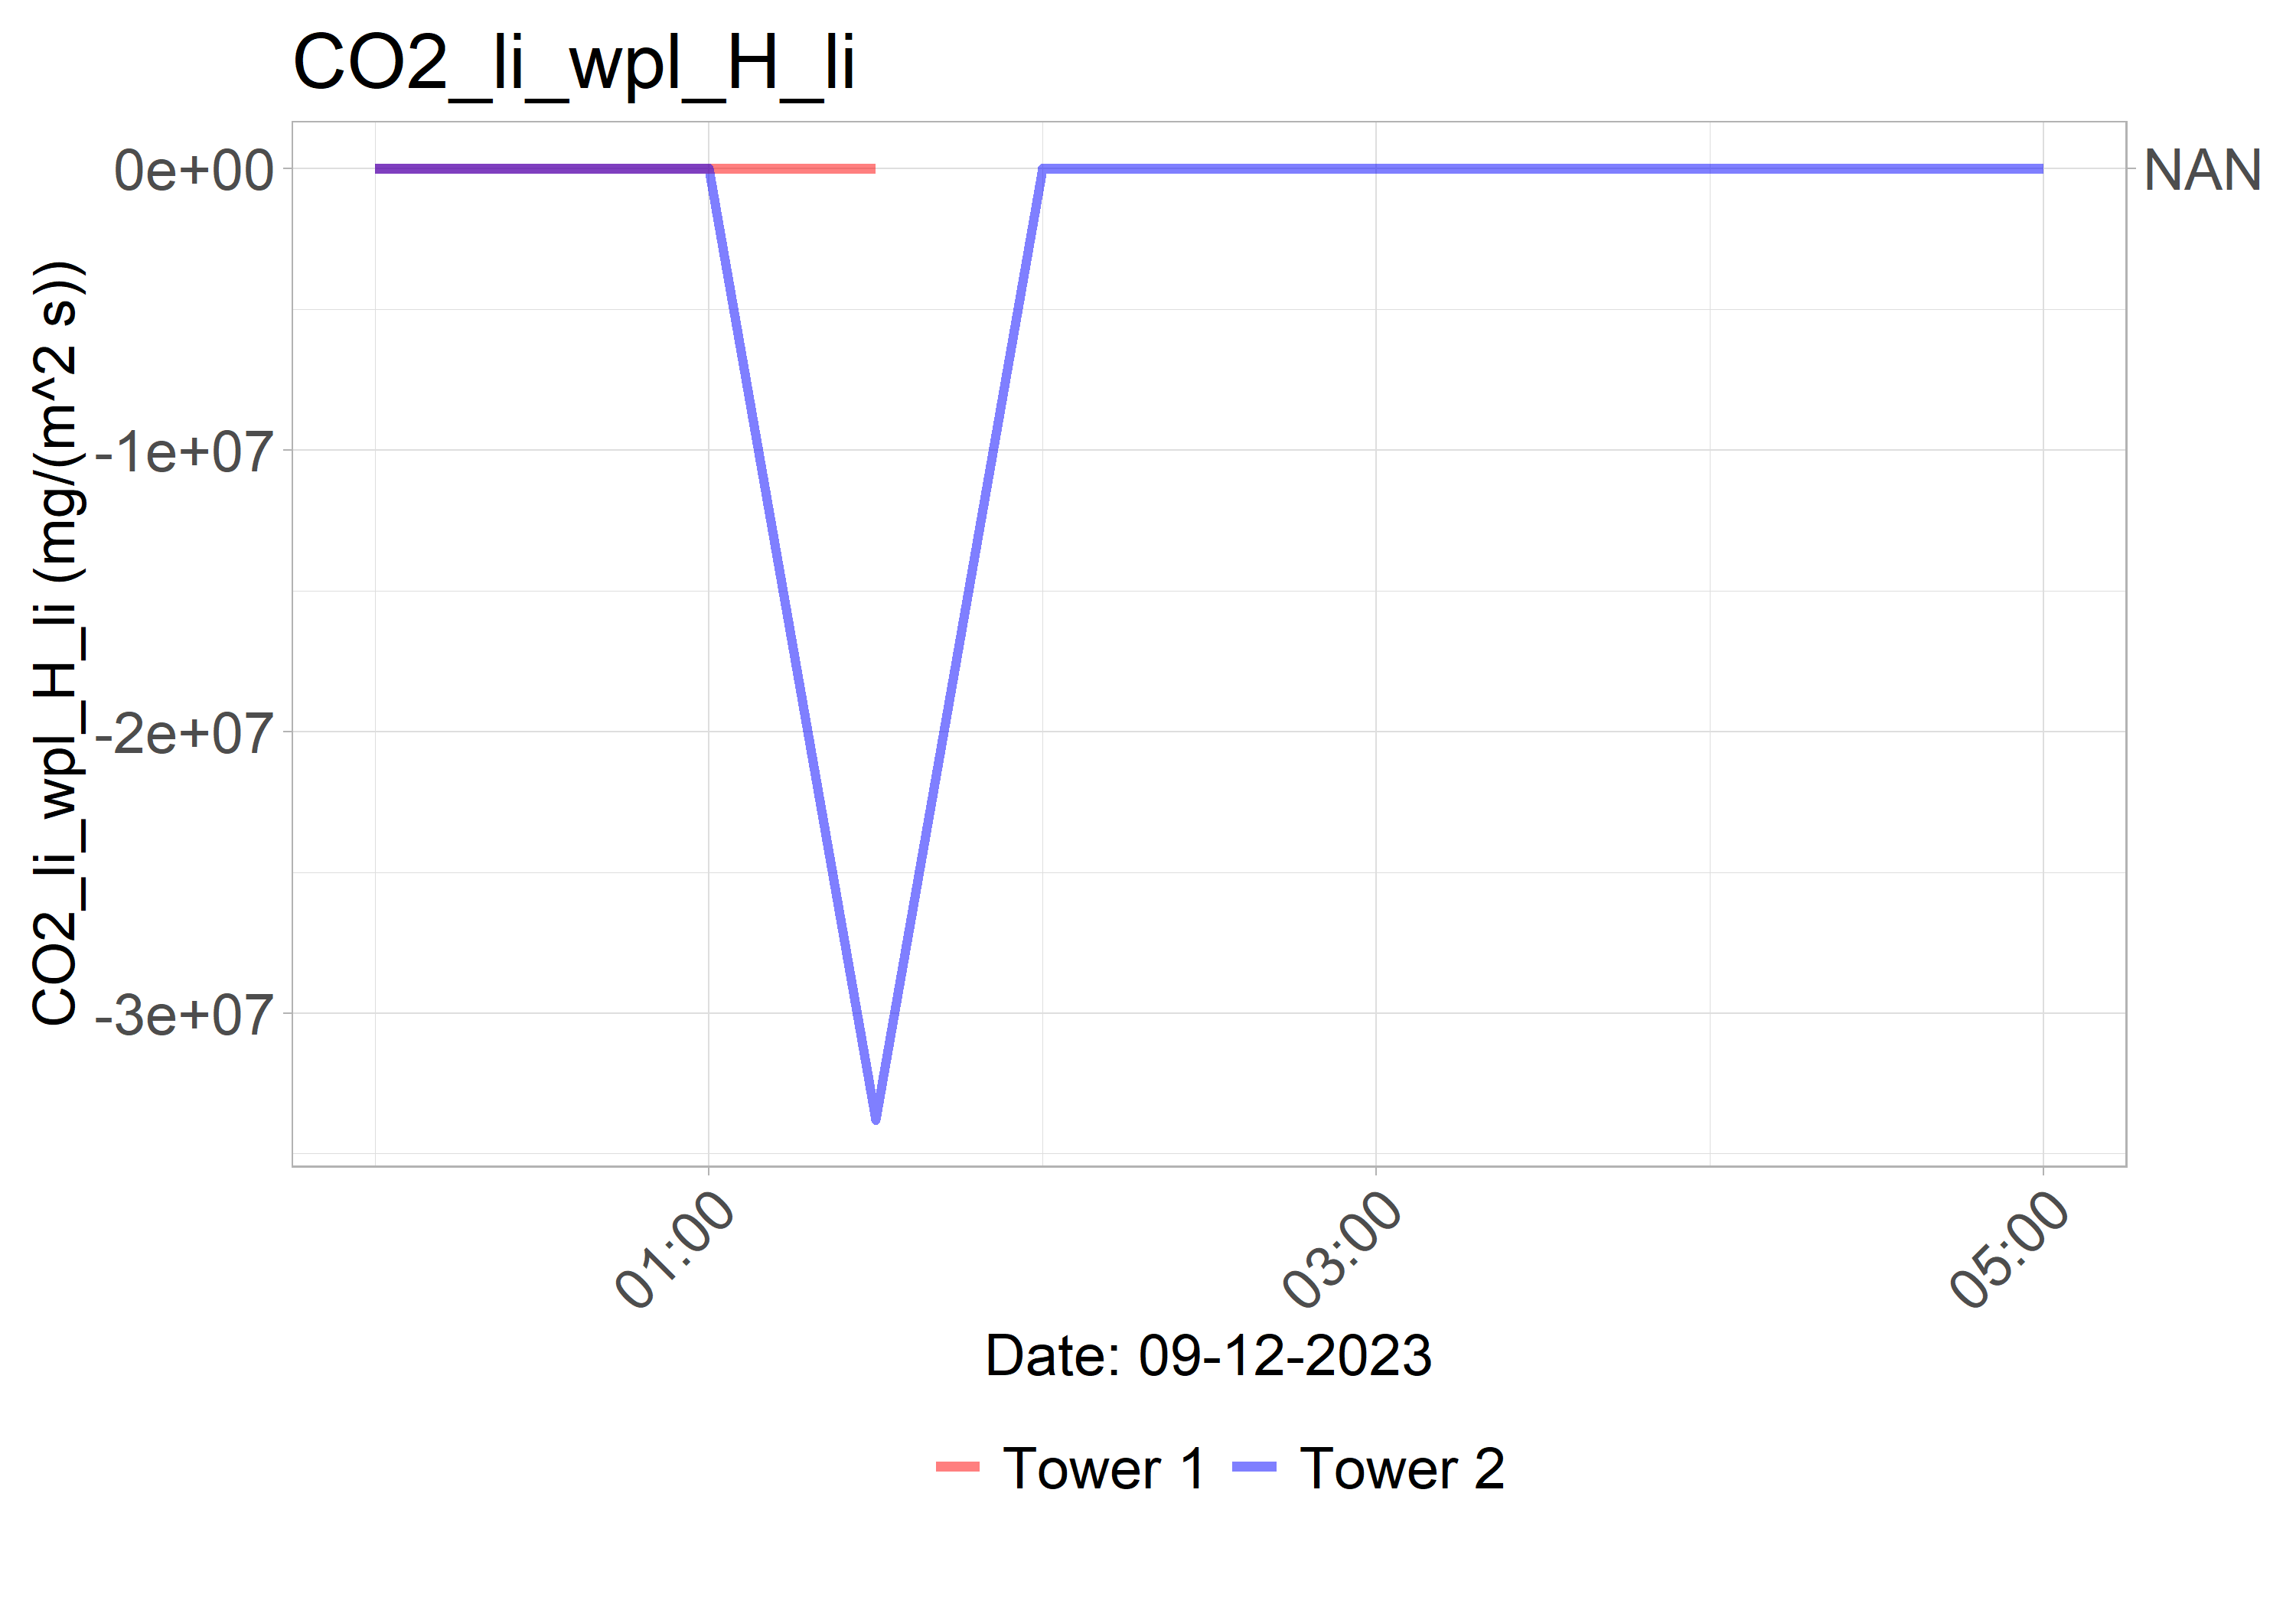 CO2_li_wpl_H_li
CO2_li_wpl_H_li (mg/(m^2 s))
0e+00
-1e+07
-2e+07
-3e+07
NAN
01:00
03:00
05:00
Date: 09-12-2023
Tower 1
Tower 2